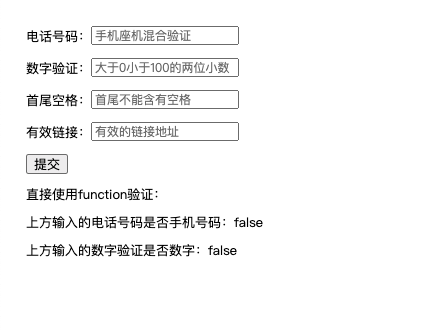 电话号码：手机座机混合验证
数字验证：大于0小于100的两位小数
首尾空格：首尾不能含有空格
有效链接：有效的链接地址
提交
直接使用function验证：
上方输入的电话号码是否手机号码：false
上方输入的数字验证是否数字：false